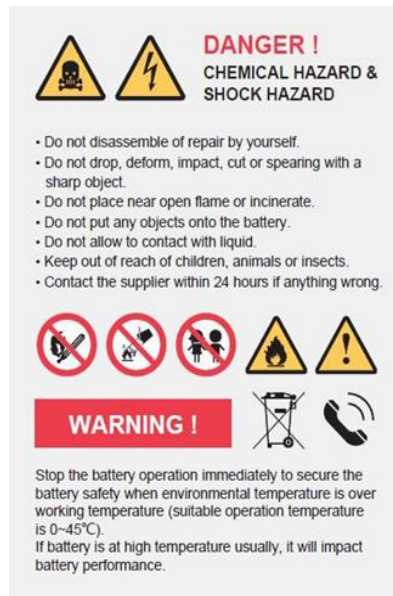 DANGER !
CHEMICAL HAZARD &
SHOCK HAZARD
• Do not disassemble of repair by yourself.
• Do not drop, deform, impact, cut or spearing with a
sharp object.
• Do not place near open flame or incinerate.
• Do not put any objects onto the battery.
• Do not allow to contact with liquid.
• Keep out of reach of children, animals or insects.
• Contact the supplier within 24 hours if anything wrong.
WARNING !
Stop the battery operation immediately to secure the
battery safety when environmental temperature is over
working temperature (suitable operation temperature
is 0~45℃).
If battery is at high temperature usually, it will impact
battery performance.